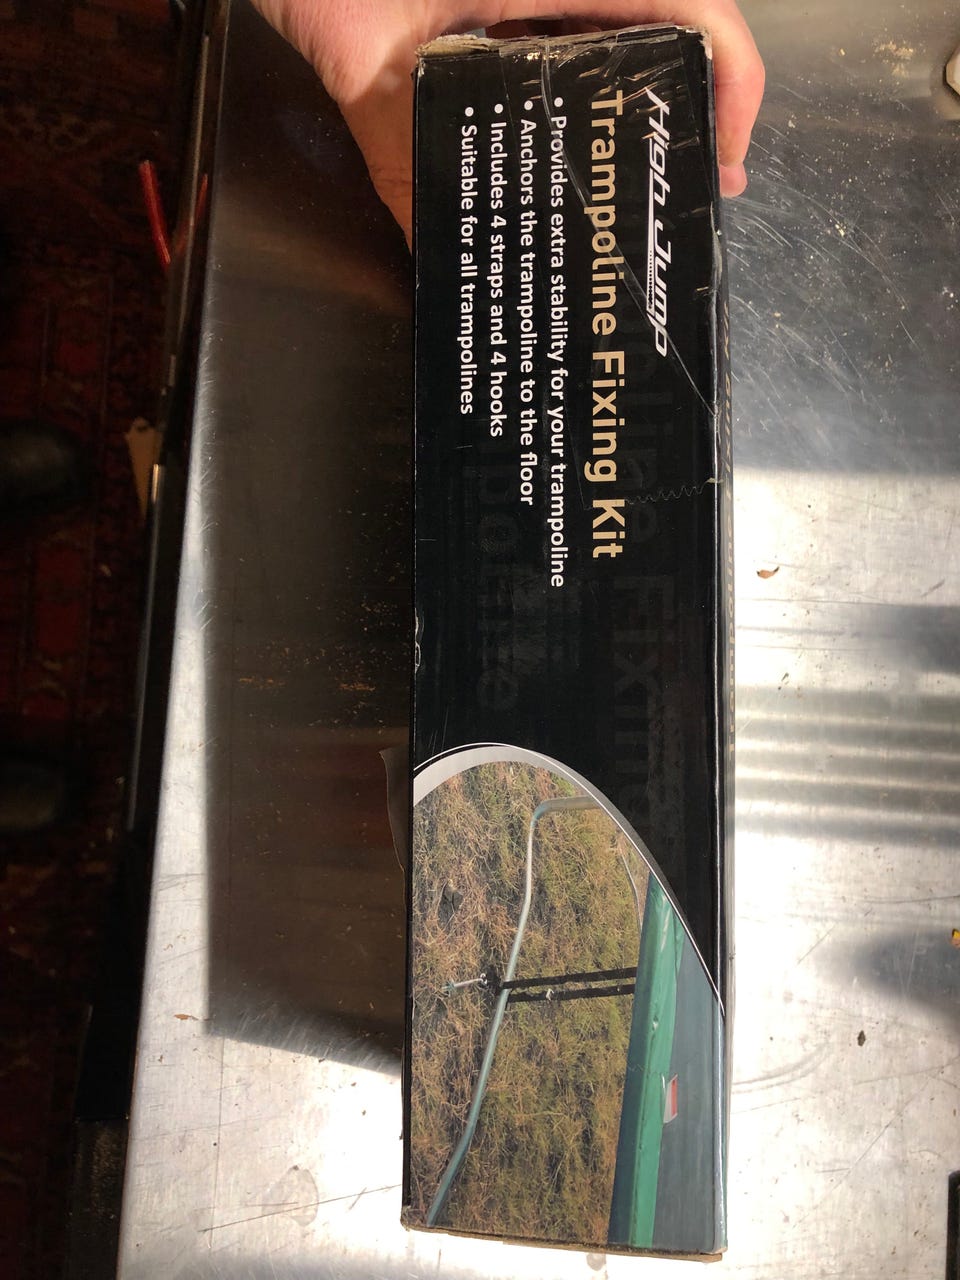 High Jump
Trampoline Fixing Kit
• Provides extra stability for your trampoline
• Anchors the trampoline to the floor
• Includes 4 straps and 4 hooks
• Suitable for all trampolines